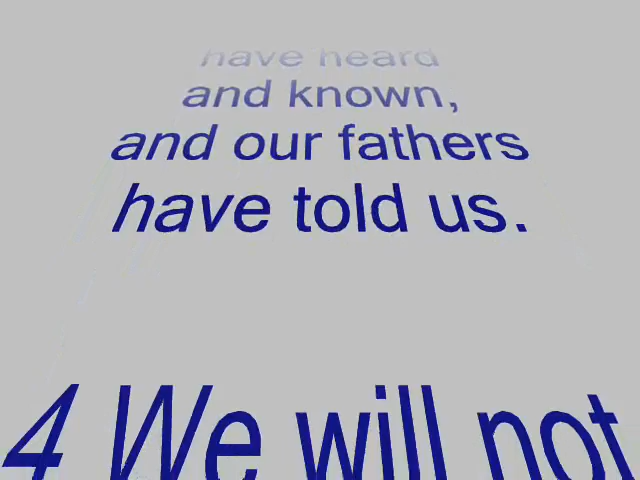 have heard
and known,
and our fathers
have told us.
4 We will not